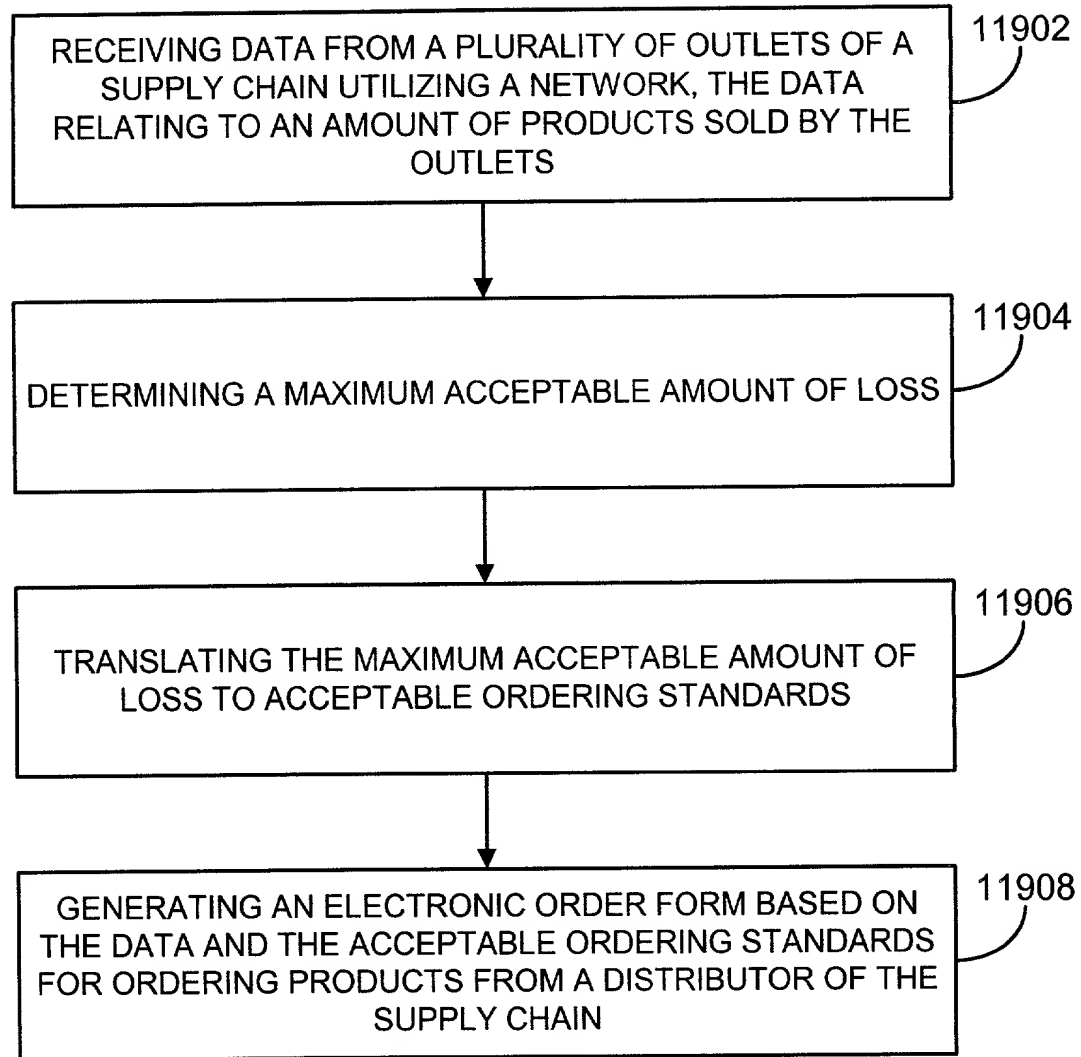 RECEIVING DATA FROM A PLURALITY OF OUTLETS OF A
SUPPLY CHAIN UTILIZING A NETWORK, THE DATA
RELATING TO AN AMOUNT OF PRODUCTS SOLD BY THE
OUTLETS
11902
DETERMINING A MAXIMUM ACCEPTABLE AMOUNT OF LOSS
11904
TRANSLATING THE MAXIMUM ACCEPTABLE AMOUNT OF
LOSS TO ACCEPTABLE ORDERING STANDARDS
11906
GENERATING AN ELECTRONIC ORDER FORM BASED ON
THE DATA AND THE ACCEPTABLE ORDERING STANDARDS
FOR ORDERING PRODUCTS FROM A DISTRIBUTOR OF THE
SUPPLY CHAIN
11908